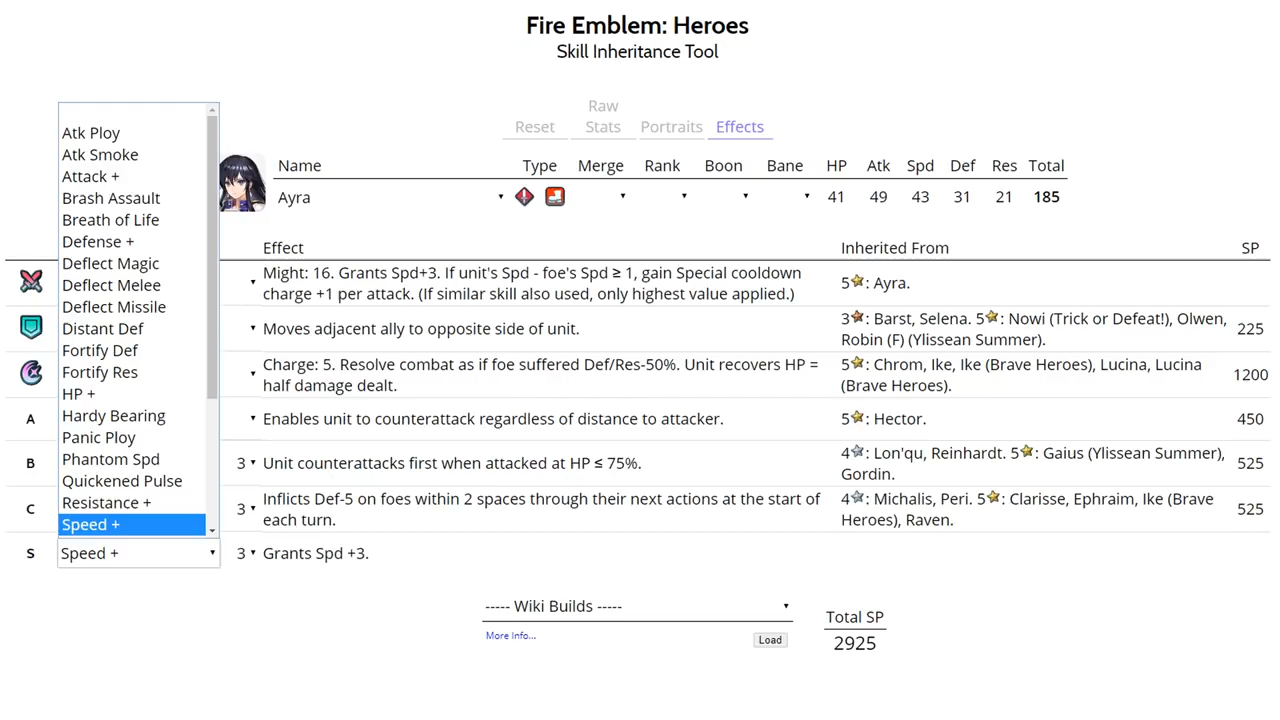 Fire Emblem: Heroes
Skill Inheritance Tool
Reset
Raw
Stats
Portraits
Effects
Name
Type
Merge
Rank
Boon
Bane
HP
Atk
Spd
Def
Res
Total
Ayra
41
49
43
31
21
185
Atk Ploy
Atk Smoke
Attack +
Brash Assault
Breath of Life
Defense +
Deflect Magic
Deflect Melee
Deflect Missile
Distant Def
Fortify Def
Fortify Res
HP +
Hardy Bearing
Panic Ploy
Phantom Spd
Quickened Pulse
Resistance +
Speed +
Effect
Inherited From
SP
Might: 16. Grants Spd+3. If unit's Spd - foe's Spd ≥ 1, gain Special cooldown
charge +1 per attack. (If similar skill also used, only highest value applied.)
5: Ayra.
Moves adjacent ally to opposite side of unit.
3: Barst, Selena. 5: Nowi (Trick or Defeat!), Olwen,
Robin (F) (Ylissean Summer).
225
Charge: 5. Resolve combat as if foe suffered Def/Res-50%. Unit recovers HP =
half damage dealt.
5: Chrom, Ike, Ike (Brave Heroes), Lucina, Lucina
(Brave Heroes).
1200
A
Enables unit to counterattack regardless of distance to attacker.
5: Hector.
450
B
3
Unit counterattacks first when attacked at HP ≤ 75%.
4: Lon'qu, Reinhardt. 5: Gaius (Ylissean Summer),
Gordin.
525
C
3
Inflicts Def-5 on foes within 2 spaces through their next actions at the start of
each turn.
4: Michalis, Peri. 5: Clarisse, Ephraim, Ike (Brave
Heroes), Raven.
525
S
Speed +
3
Grants Spd +3.
----- Wiki Builds -----
More Info...
Load
Total SP
2925